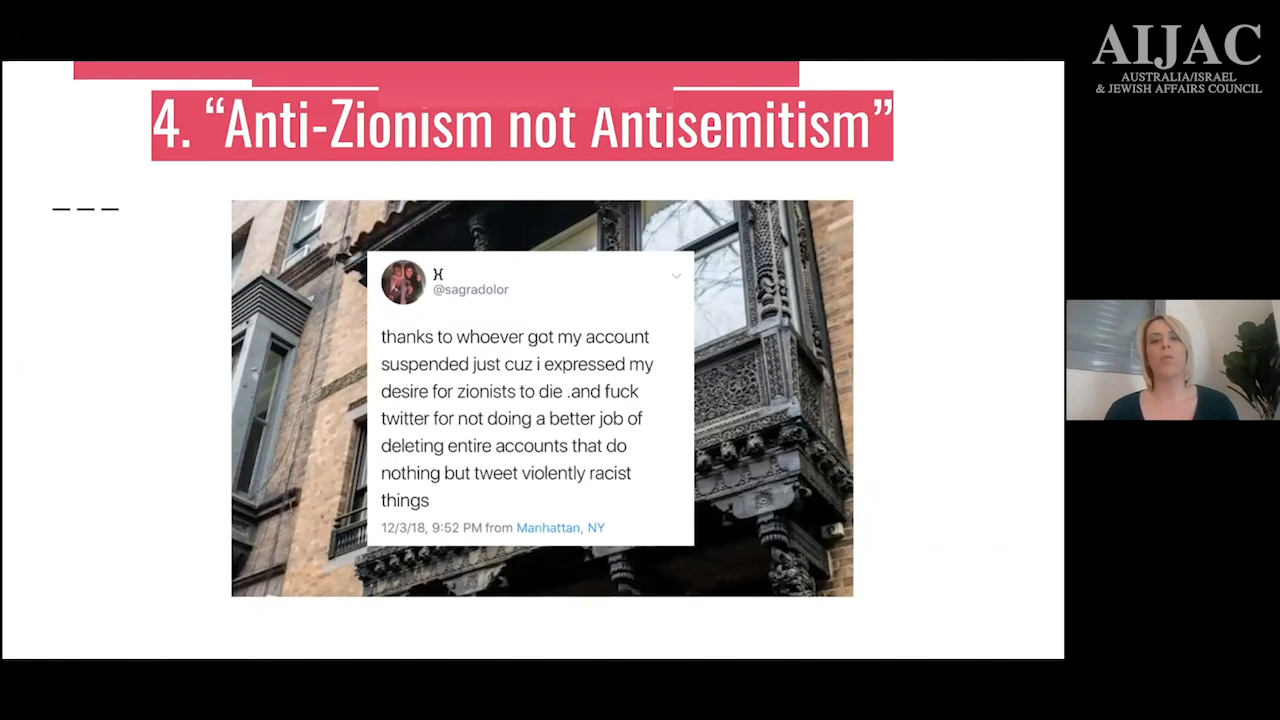 AIJAC
AUSTRALIA/ISRAEL
& JEWISH AFFAIRS COUNCIL
4. “Anti-Zionism not Antisemitism”
@sagradolor
thanks to whoever got my account
suspended just cuz i expressed my
desire for zionists to die .and fuck
twitter for not doing a better job of
deleting entire accounts that do
nothing but tweet violently racist
things
12/3/18, 9:52 PM from Manhattan, NY